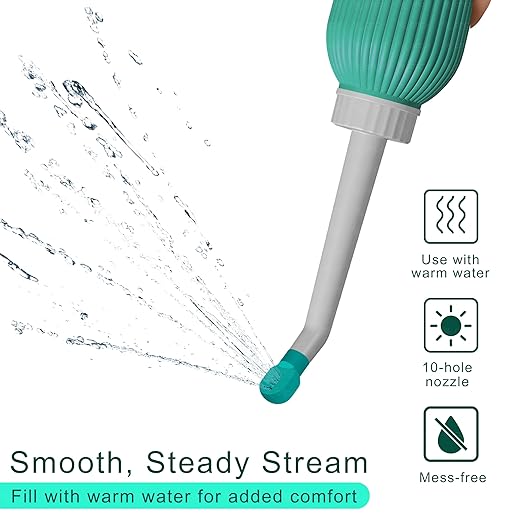 Use with
warm water
10-hole
nozzle
Mess-free
Smooth, Steady Stream
Fill with warm water for added comfort